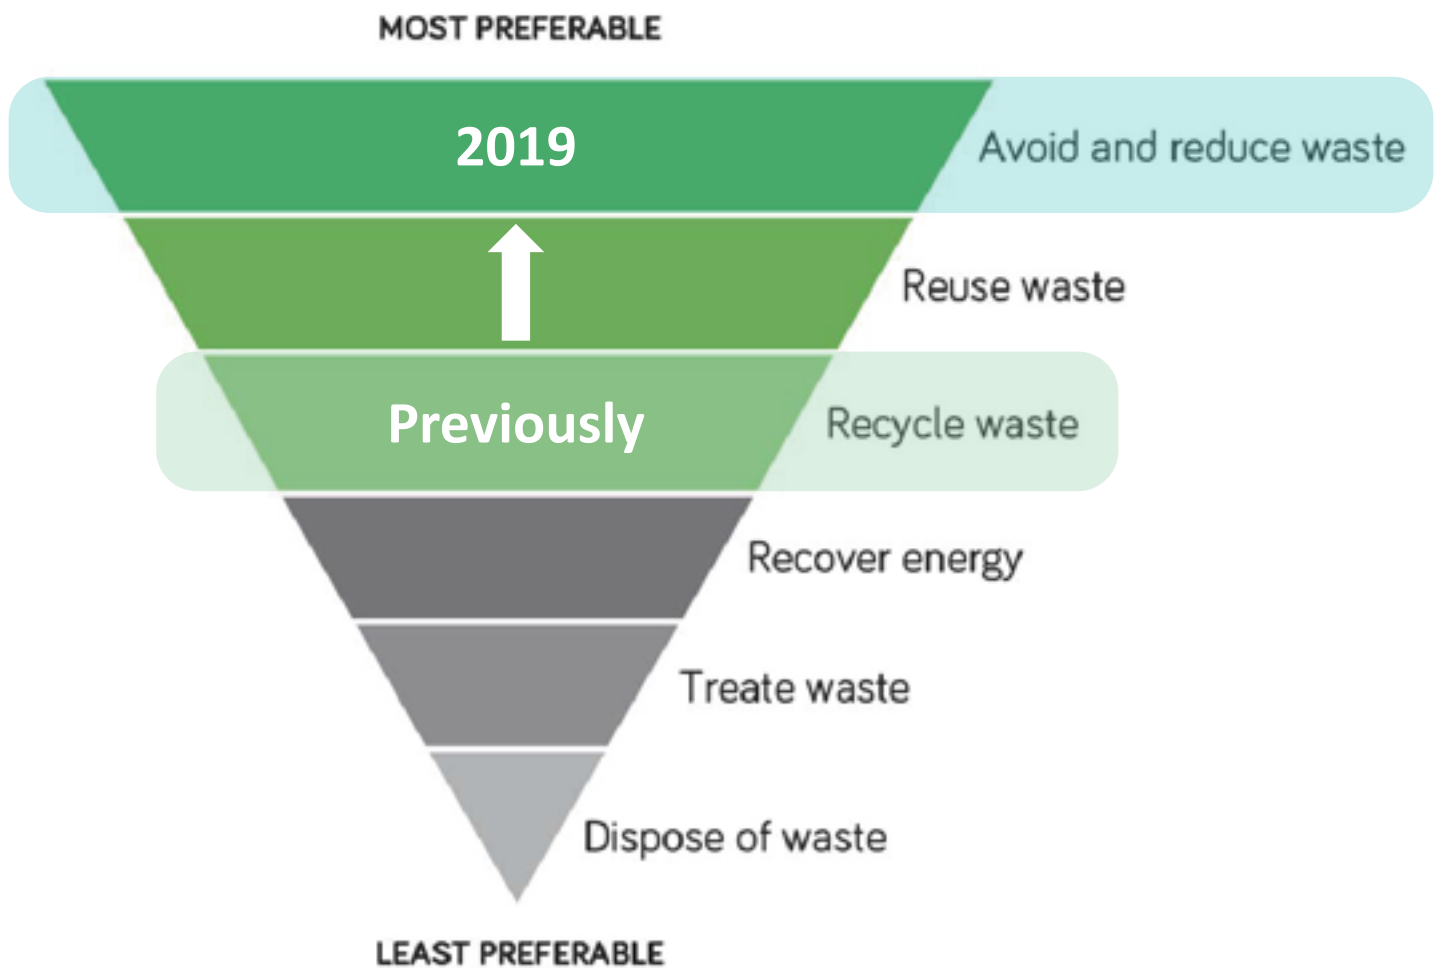 MOST PREFERABLE
2019
Avoid and reduce waste
Reuse waste
Previously
Recycle waste
Recover energy
Treate waste
Dispose of waste
LEAST PREFERABLE